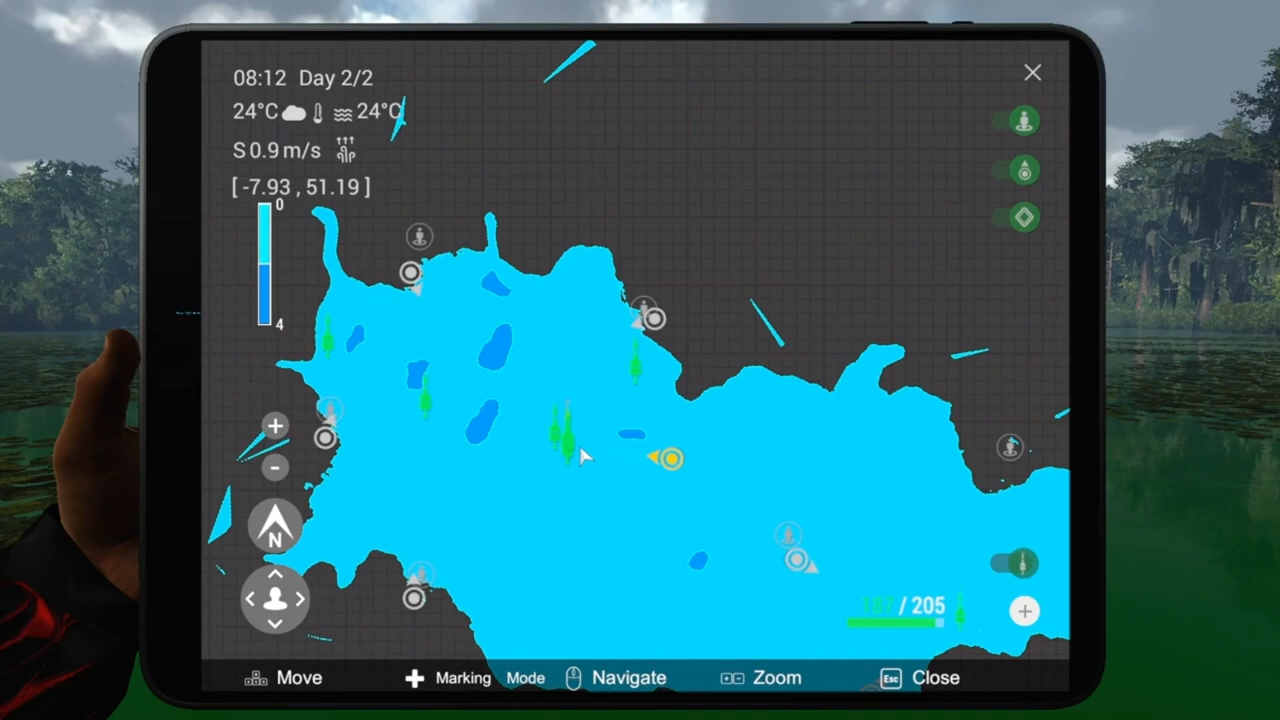 08:12 Day 2/2
24°C 24°C
S 0.9 m/s
[ -7.93 , 51.19 ]
0
4
+
-
N
187 / 205
+
Move
Marking Mode
Navigate
Zoom
Esc Close